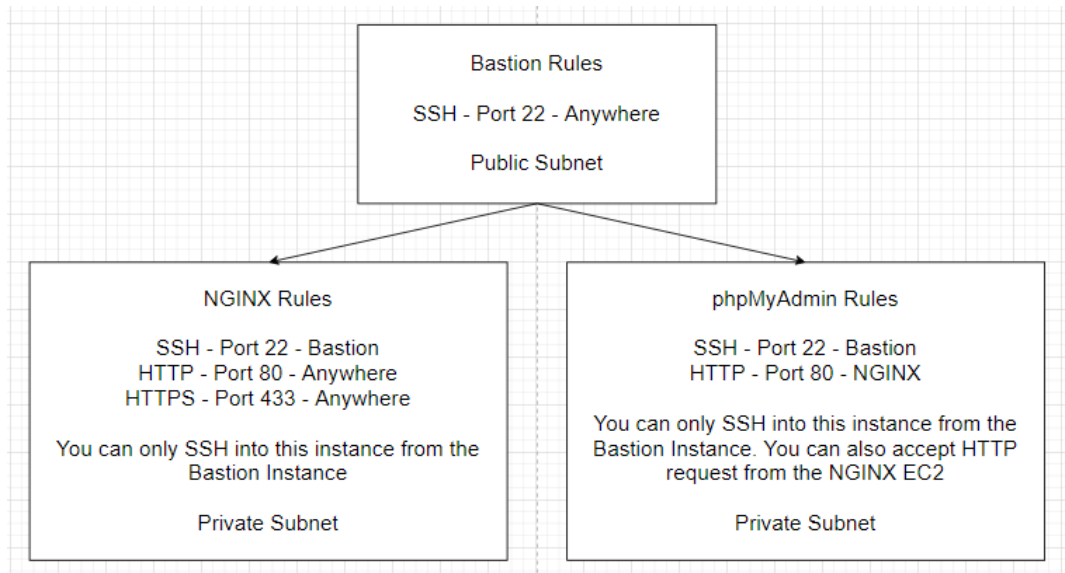 Bastion Rules
SSH - Port 22 - Anywhere
Public Subnet
NGINX Rules
SSH - Port 22 - Bastion
HTTP - Port 80 - Anywhere
HTTPS - Port 433 - Anywhere
You can only SSH into this instance from the
Bastion Instance
Private Subnet
phpMyAdmin Rules
SSH - Port 22 - Bastion
HTTP - Port 80 - NGINX
You can only SSH into this instance from the
Bastion Instance. You can also accept HTTP
request from the NGINX EC2
Private Subnet